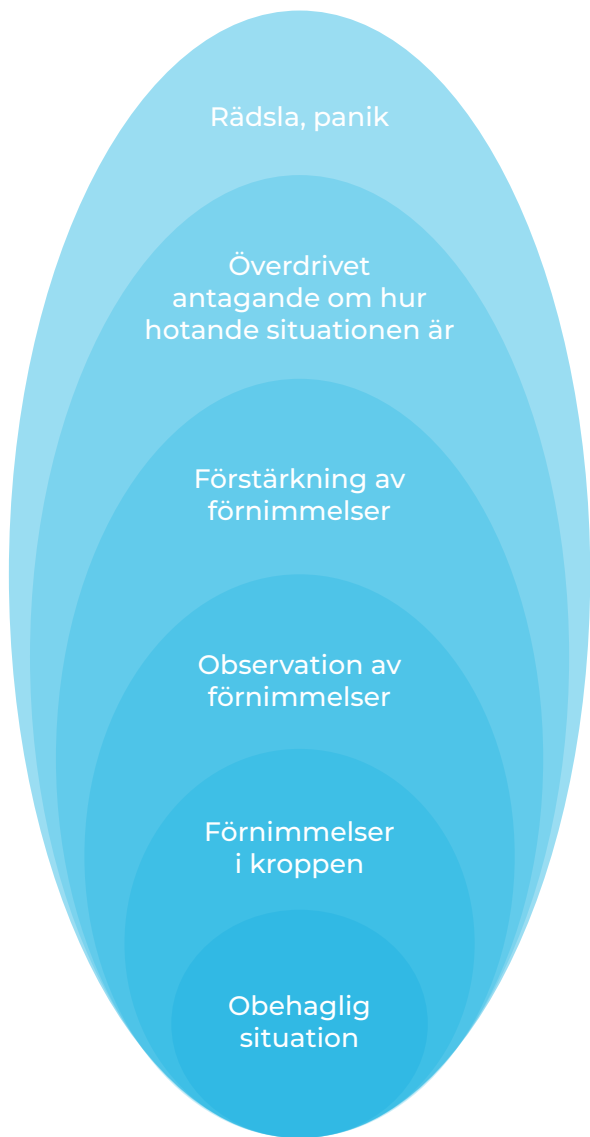 Rädsla, panik
Överdrivet
antagande om hur
hotande situationen är
Förstärkning av
förnimmelser
Observation av
förnimmelser
Förnimmelser
i kroppen
Obehaglig
situation